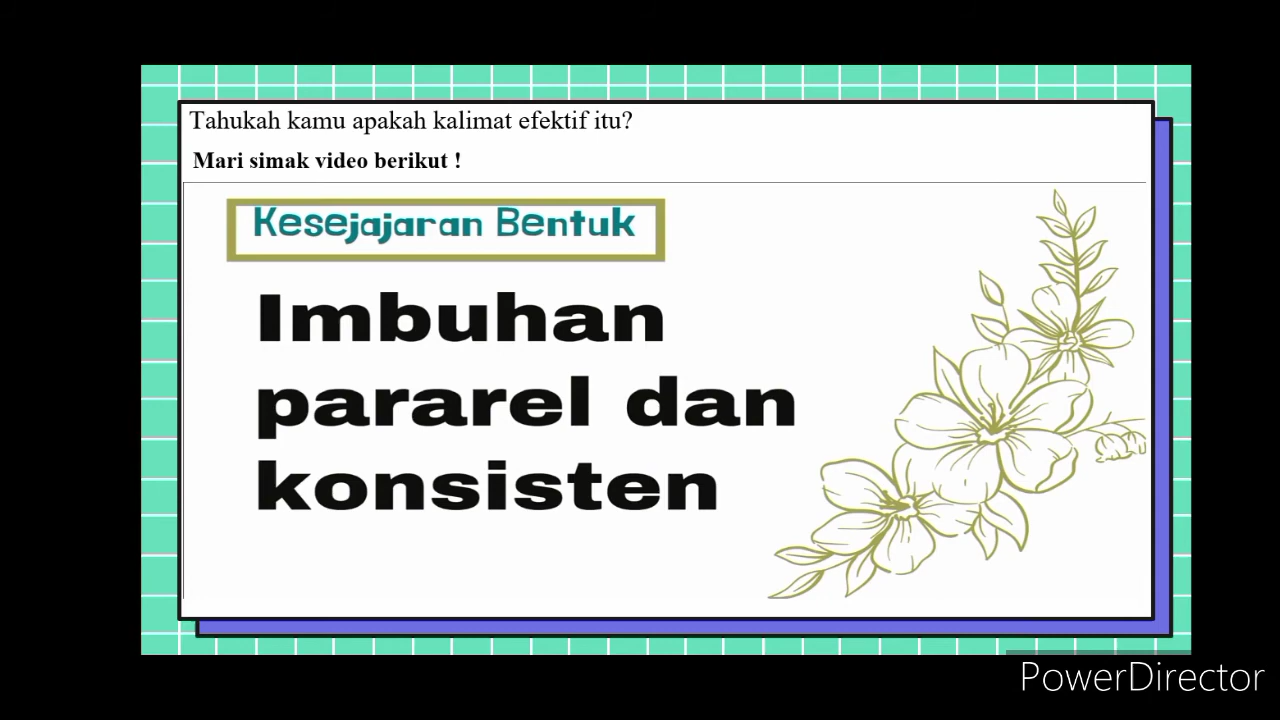 Tahukah kamu apakah kalimat efektif itu?
Mari simak video berikut !
Kesejajaran Bentuk
Imbuhan
pararel dan
konsisten
PowerDirector